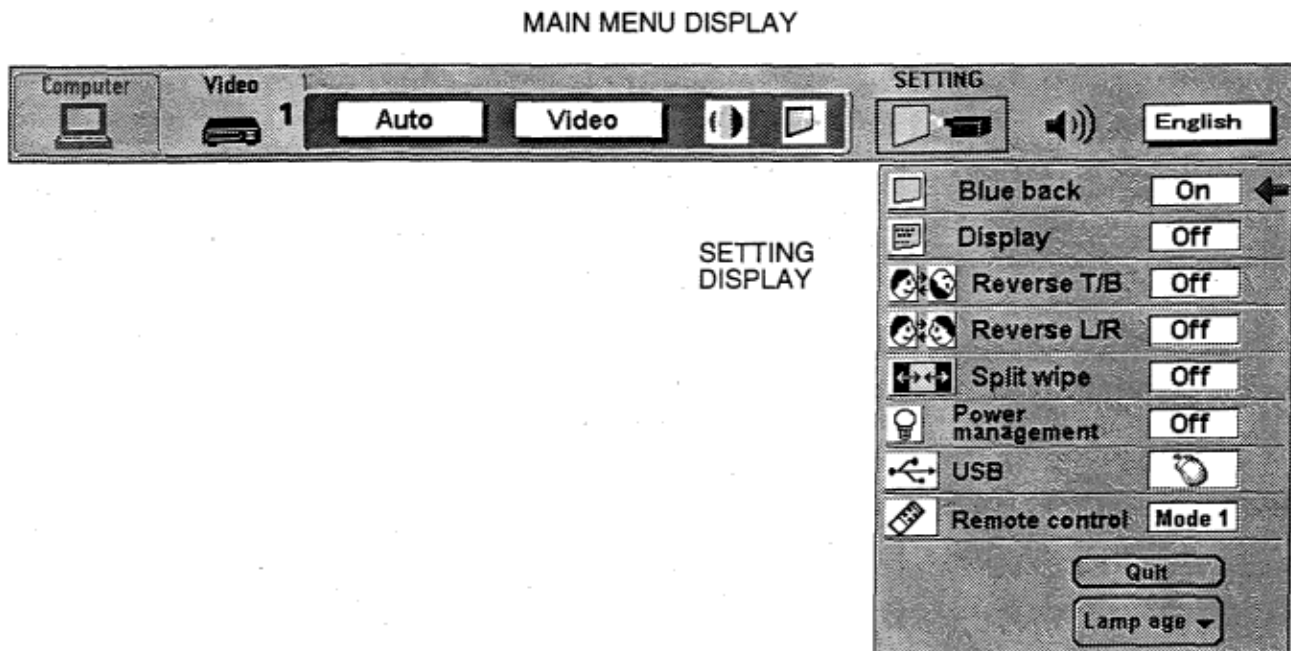 MAIN MENU DISPLAY
Computer Video SETTING
1 Auto Video English
Blue back On
SETTING
DISPLAY
Display Off
Reverse T/B Off
Reverse L/R Off
Split wipe Off
Power
management Off
USB
Remote control Mode 1
Quit
Lamp age